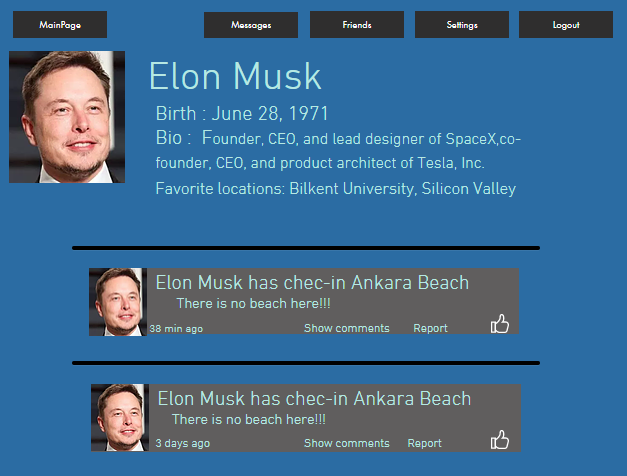 MainPage Messages Friends Settings Logout
Elon Musk
Birth : June 28, 1971
Bio : Founder, CEO, and lead designer of SpaceX,co-
founder, CEO, and product architect of Tesla, Inc.
Favorite locations: Bilkent University, Silicon Valley
Elon Musk has chec-in Ankara Beach
There is no beach here!!!
38 min ago Show comments Report
Elon Musk has chec-in Ankara Beach
There is no beach here!!!
3 days ago Show comments Report